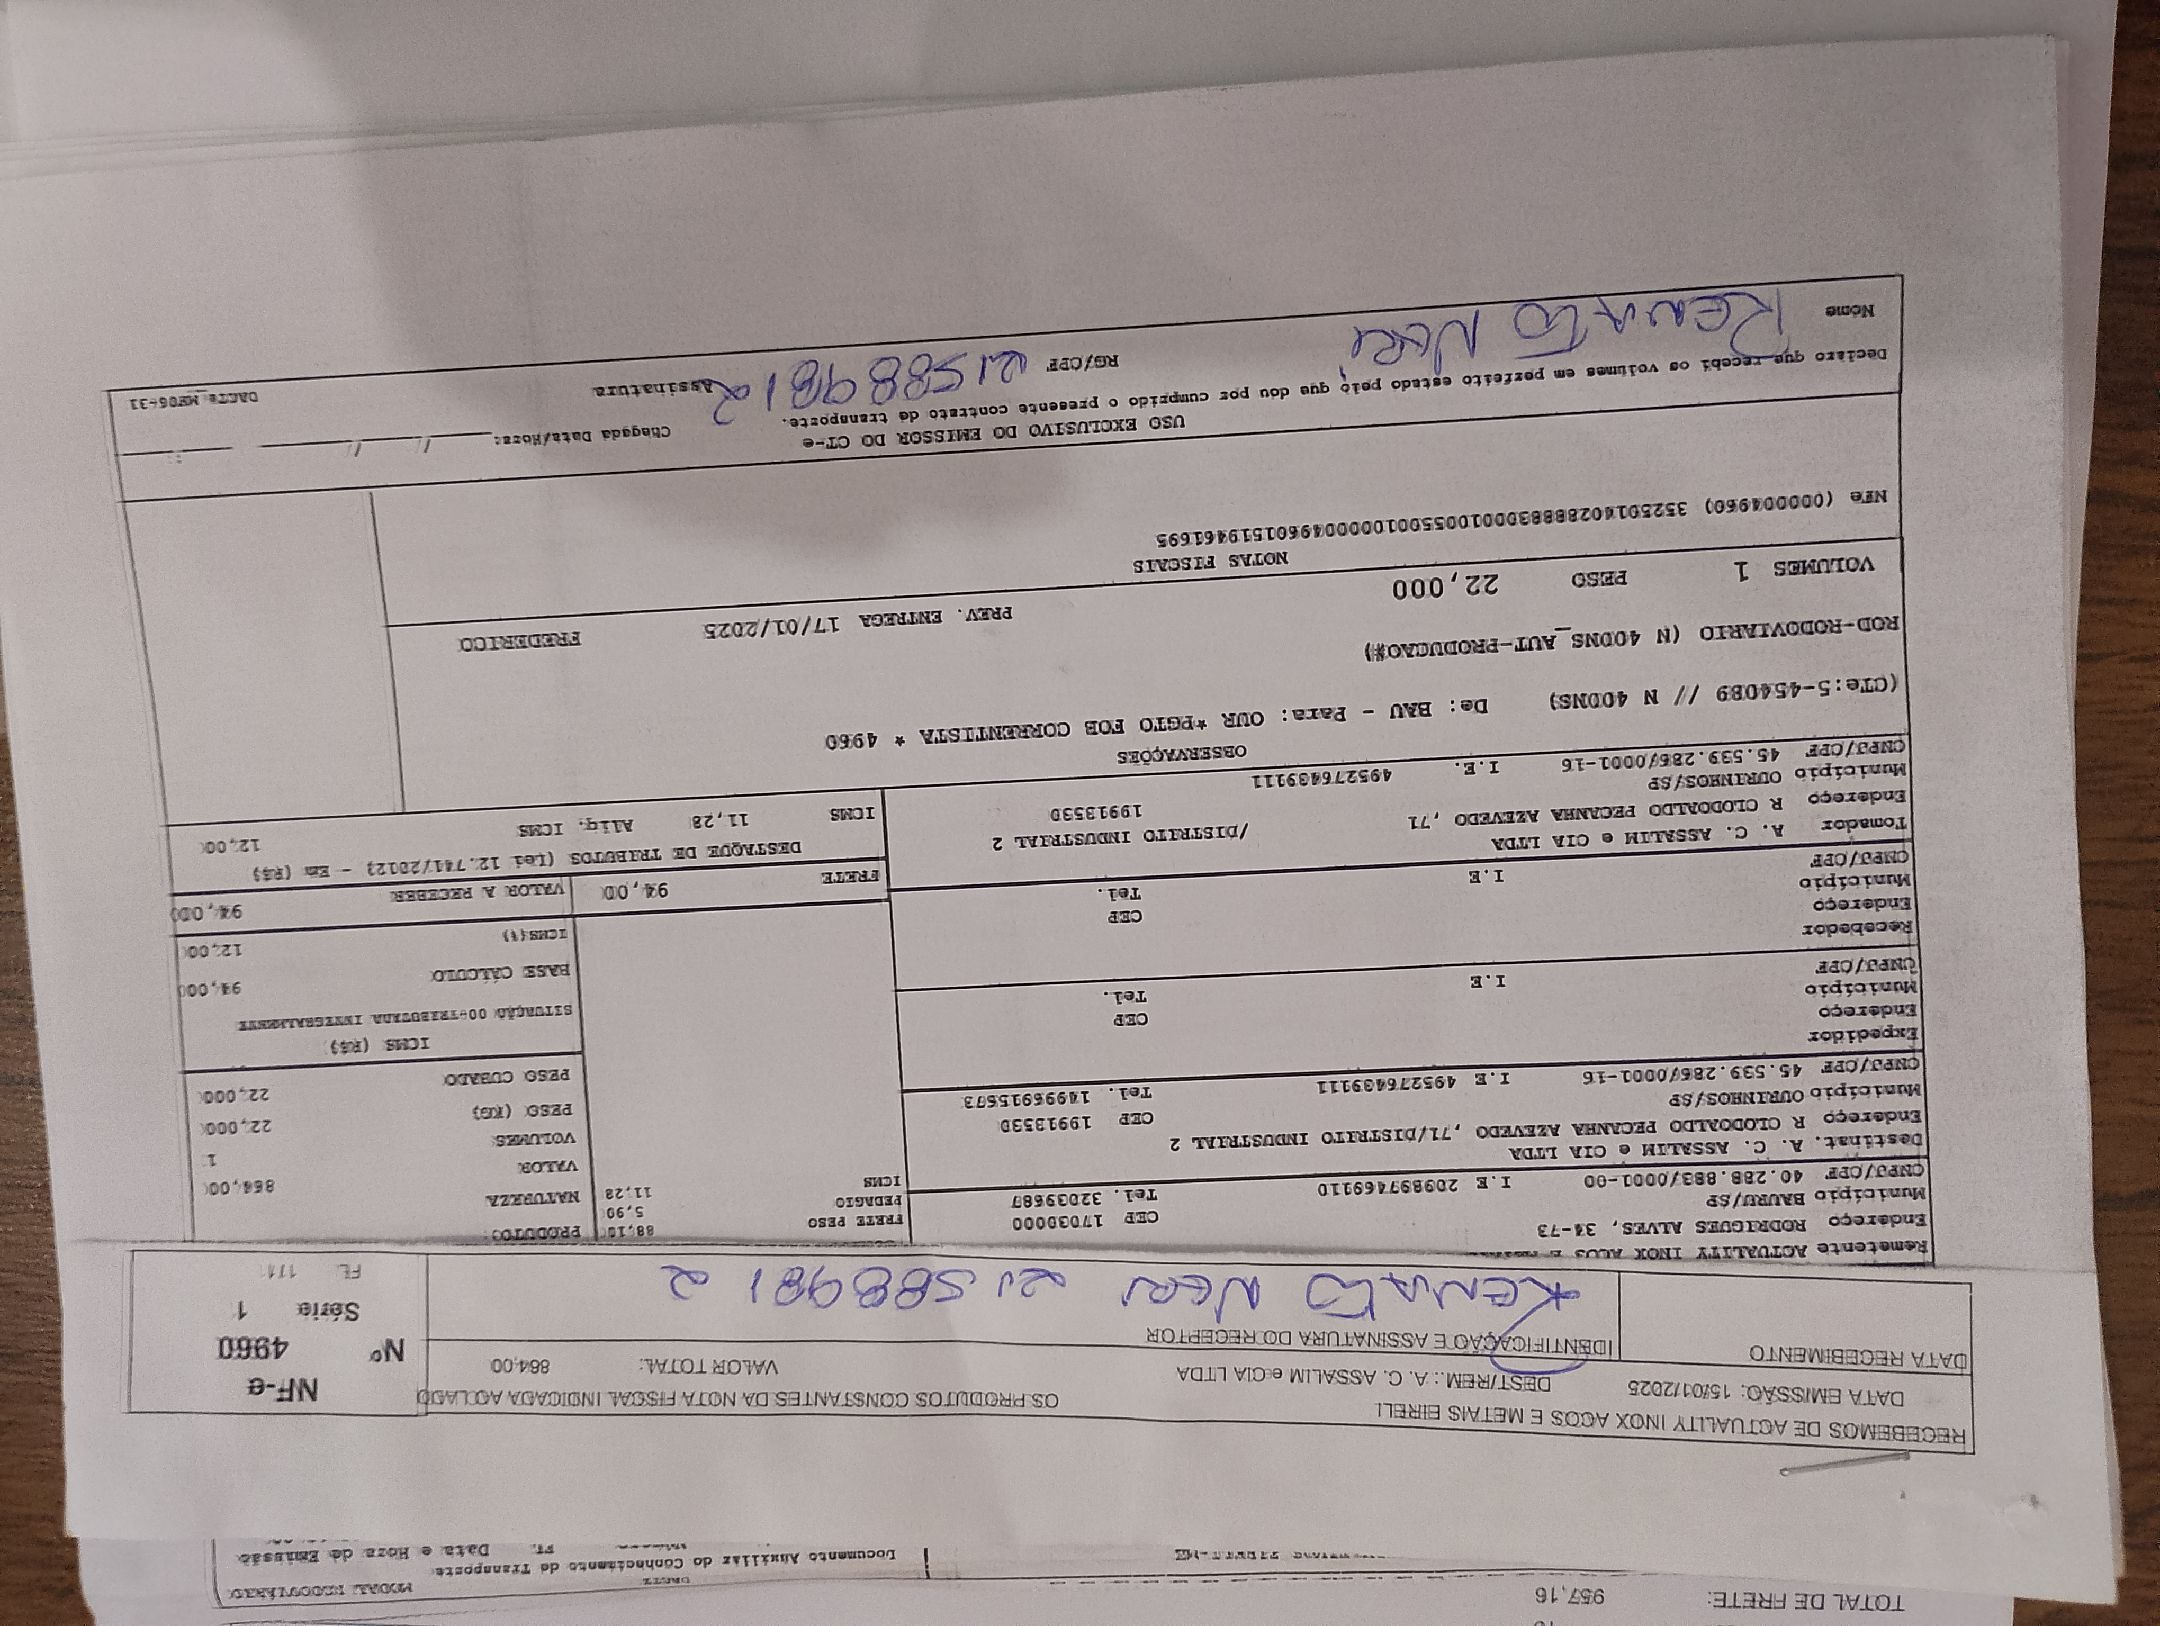 TOTAL DE FRETE: 957,16
MODAL RODOVIÁRIO
Documento Auxiliar do Conhecimento de Transporte
Data e Hora de Emissão
RECEBEMOS DE ACTUALITY INOX ACOS E METAIS EIRELI OS PRODUTOS CONSTANTES DA NOTA FISCAL INDICADA AO LADO
DATA EMISSÃO: 15/01/2025 DEST/REM.: A. C. ASSALIM e CIA LTDA VALOR TOTAL: 864,00
NF-e
Nº 4960
Série 1
FL 1/1
DATA RECEBIMENTO
IDENTIFICAÇÃO E ASSINATURA DO RECEPTOR
RENATO NERI 21588981 2
Remetente ACTUALITY INOX ACOS E
Endereço RODRIGUES ALVES, 34-73 CEP 17030000
Município BAURU/SP Tel. 32039687
CNPJ/CPF 40.288.883/0001-00 I.E 209897469110
Destinat. A. C. ASSALIM e CIA LTDA
Endereço R CLODOALDO PECANHA AZEVEDO ,71/DISTRITO INDUSTRIAL 2
Município OURINHOS/SP CEP 19913530
CNPJ/CPF 45.539.286/0001-16 I.E 495276439111 Tel. 14996915673
Expedidor
Endereço CEP
Município Tel.
CNPJ/CPF I.E
Recebedor
Endereço CEP
Município Tel.
CNPJ/CPF I.E
Tomador A. C. ASSALIM e CIA LTDA
Endereço R CLODOALDO PECANHA AZEVEDO ,71 /DISTRITO INDUSTRIAL 2
Município OURINHOS/SP 19913530
CNPJ/CPF 45.539.286/0001-16 I.E. 495276439111
FRETE PESO 88,10
PEDAGIO 5,90
ICMS 11,28
PRODUTO:
NATUREZA
VALOR 864,00
VOLUMES 1
PESO (KG) 22,000
PESO CUBADO 22,000
ICMS (R$)
SITUAÇÃO 00-TRIBUTADA INTEGRALMENTE
BASE CÁLCULO 94,00
ICMS(%) 12,00
FRETE 94,00 VALOR A RECEBER 94,00
DESTAQUE DE TRIBUTOS (Lei 12.741/2012) - Em (R$)
ICMS 11,28 Aliq. ICMS 12,00
OBSERVAÇÕES
(CTe:5-454089 // N 40DNS) De: BAU - Para: OUR *PGTO FOB CORRENTISTA * 4960
ROD-RODOVIARIO (N 40DNS_AUT-PRODUCAO#)
PREV. ENTREGA 17/01/2025 FREDERICO
VOLUMES 1 PESO 22,000
NOTAS FISCAIS
NFe (000004960) 35250140288883000100550010000049601519461695
USO EXCLUSIVO DO EMISSOR DO CT-e
Declaro que recebi os volumes em perfeito estado pelo que dou por cumprido o presente contrato de transporte.
Chegada Data/Hora: / / :
Nome RENATO NERI RG/CPF 21588981 2 Assinatura
DACTE MF06-33